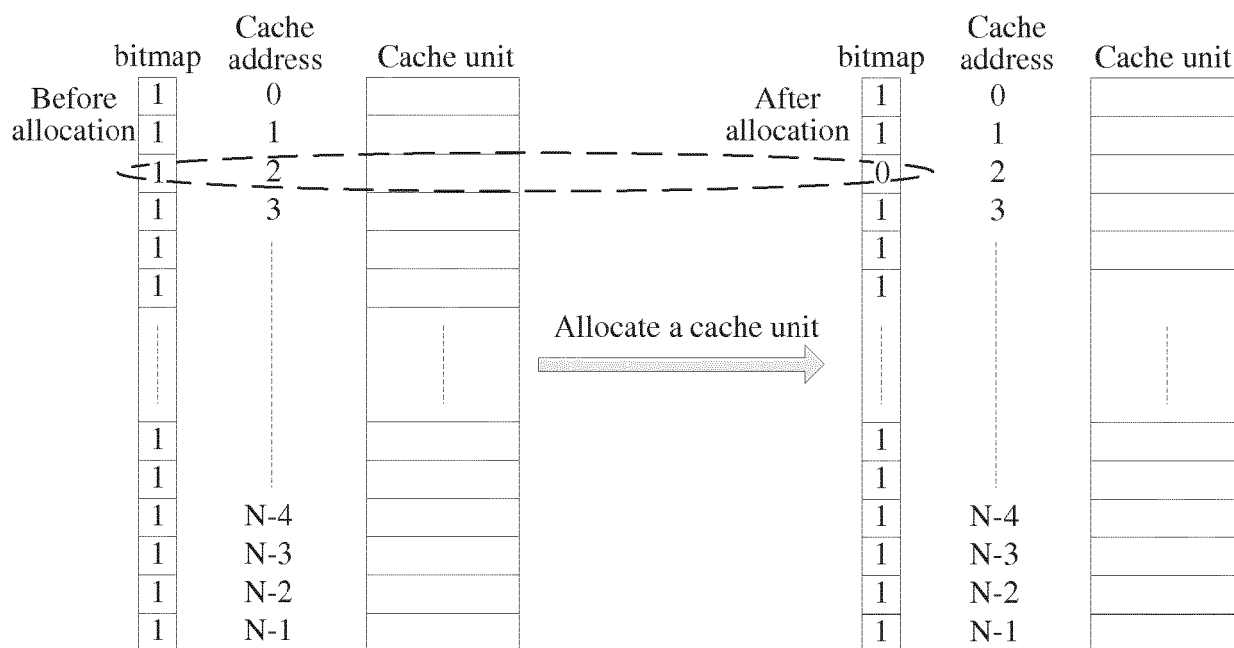 Cache
address
bitmap
Cache unit
Before
allocation
1 0
1 1
1 2
1 3
1
1
1
1
1 N-4
1 N-3
1 N-2
1 N-1
Allocate a cache unit
Cache
address
bitmap
Cache unit
After
allocation
1 0
1 1
0 2
1 3
1
1
1
1
1 N-4
1 N-3
1 N-2
1 N-1